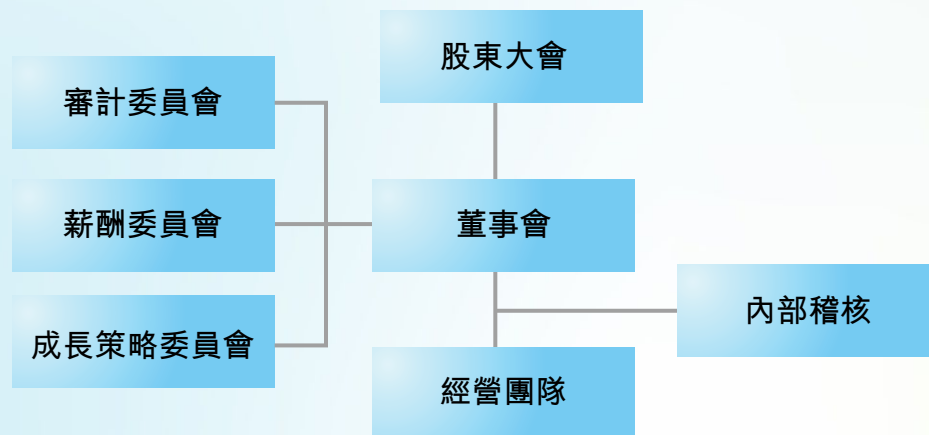 股東大會
審計委員會
薪酬委員會
董事會
內部稽核
成長策略委員會
經營團隊